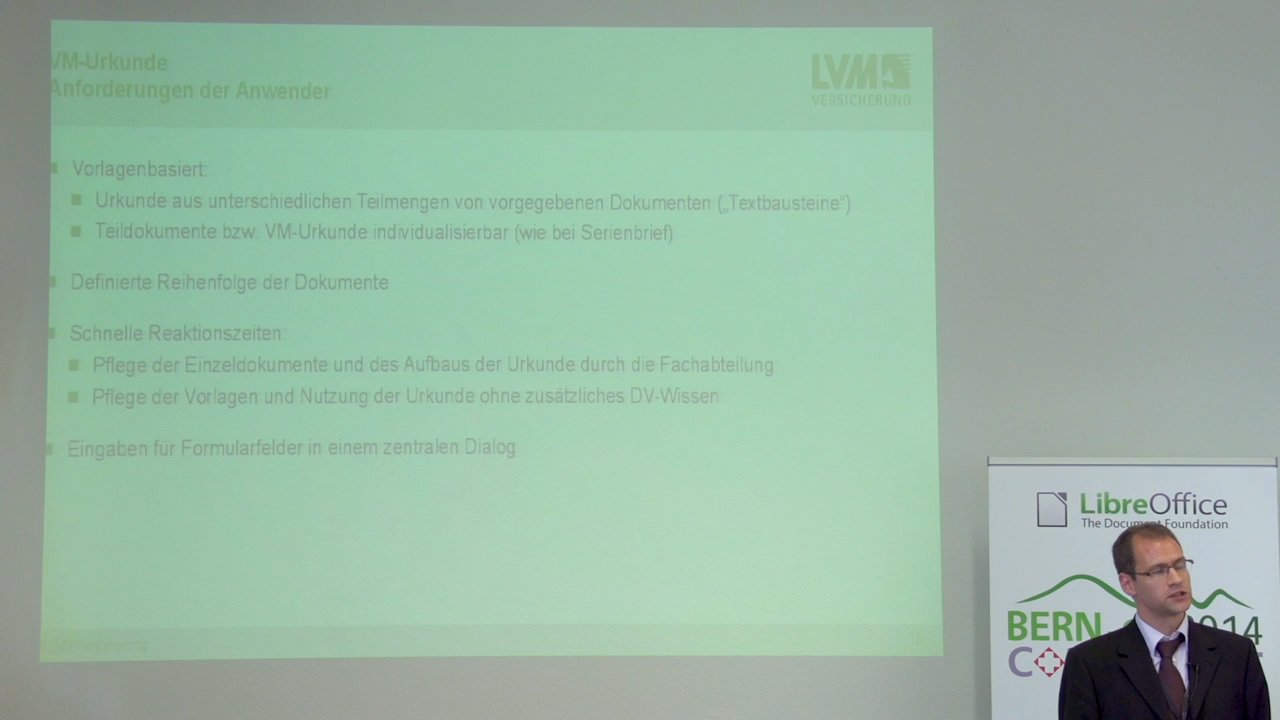 VM-Urkunde
Anforderungen der Anwender
LVM
VERSICHERUNG
Vorlagenbasiert:
Urkunde aus unterschiedlichen Teilmengen von vorgegebenen Dokumenten („Textbausteine“)
Teildokumente bzw. VM-Urkunde individualisierbar (wie bei Serienbrief)
Definierte Reihenfolge der Dokumente
Schnelle Reaktionszeiten:
Pflege der Einzeldokumente und des Aufbaus der Urkunde durch die Fachabteilung
Pflege der Vorlagen und Nutzung der Urkunde ohne zusätzliches DV-Wissen
Eingaben für Formularfelder in einem zentralen Dialog
Versicherung
LibreOffice
The Document Foundation
BERN 2014